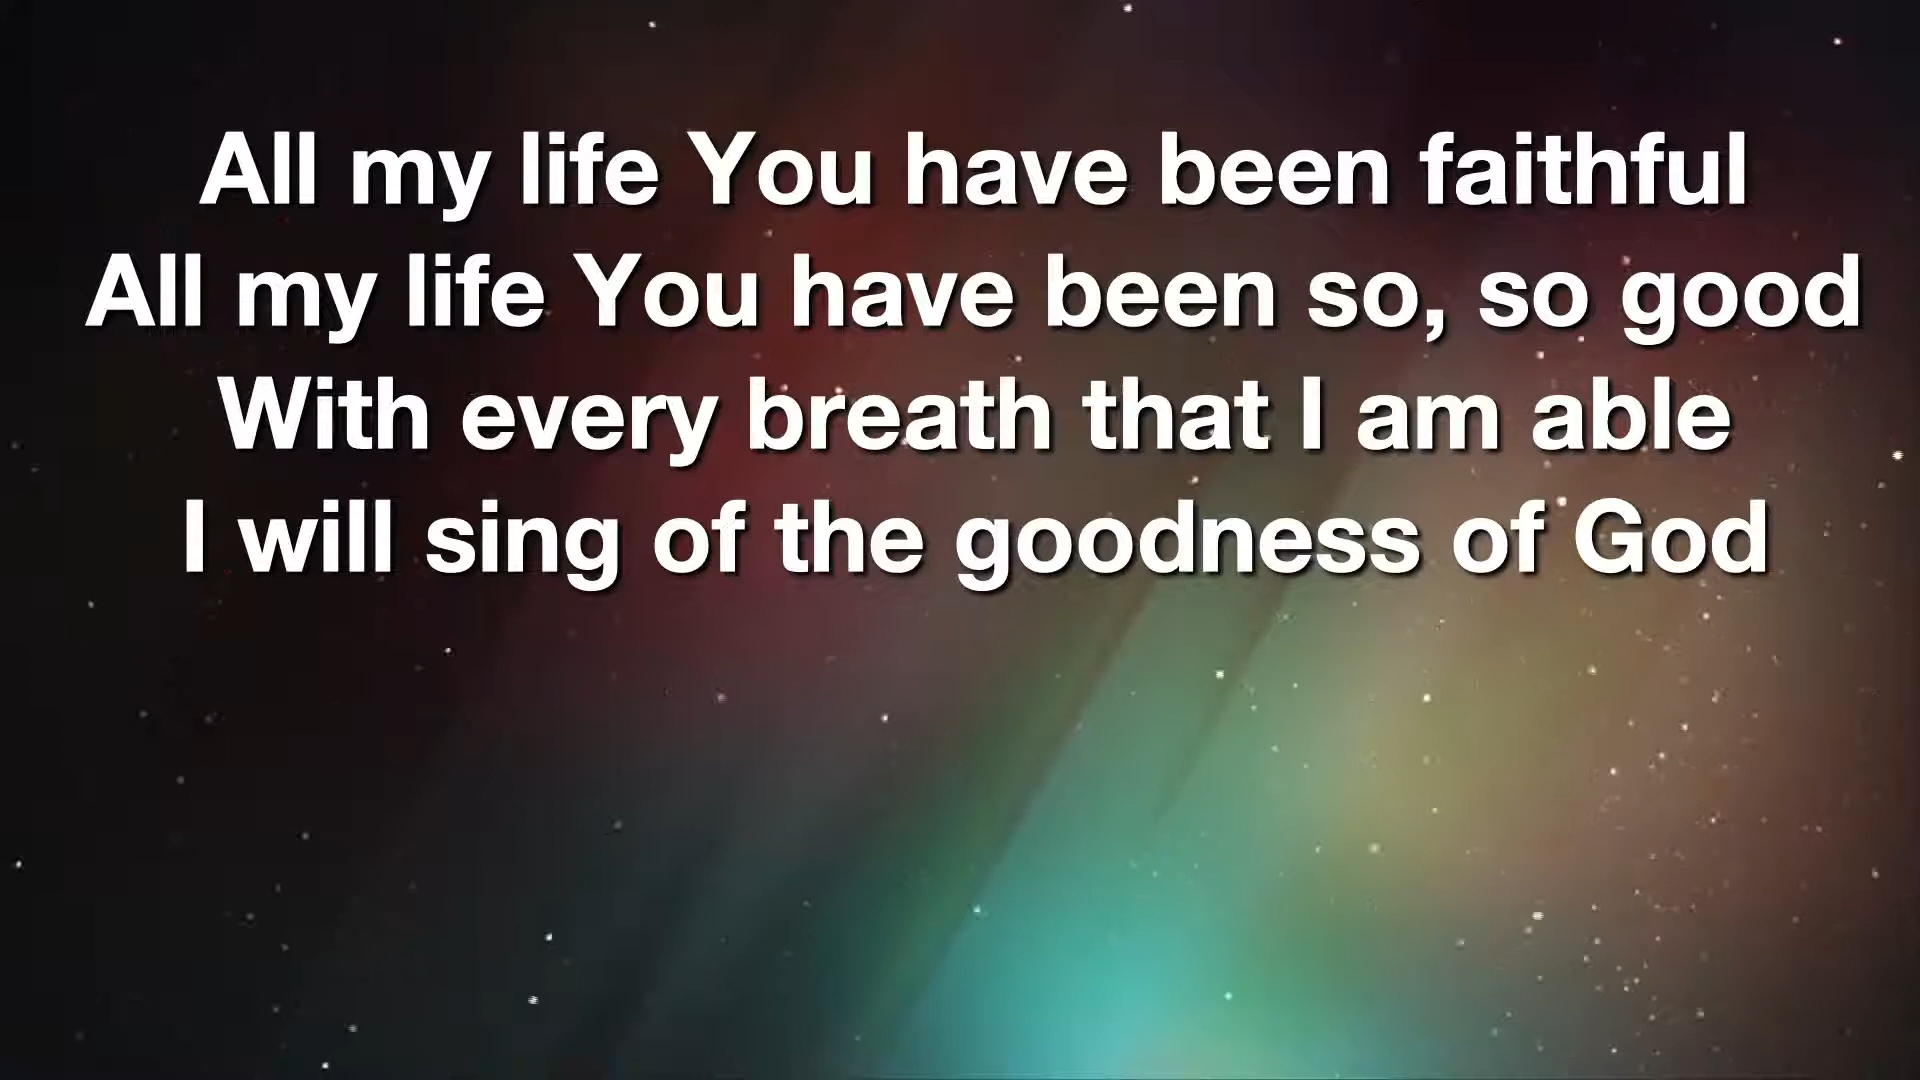 All my life You have been faithful
All my life You have been so, so good
With every breath that I am able
I will sing of the goodness of God